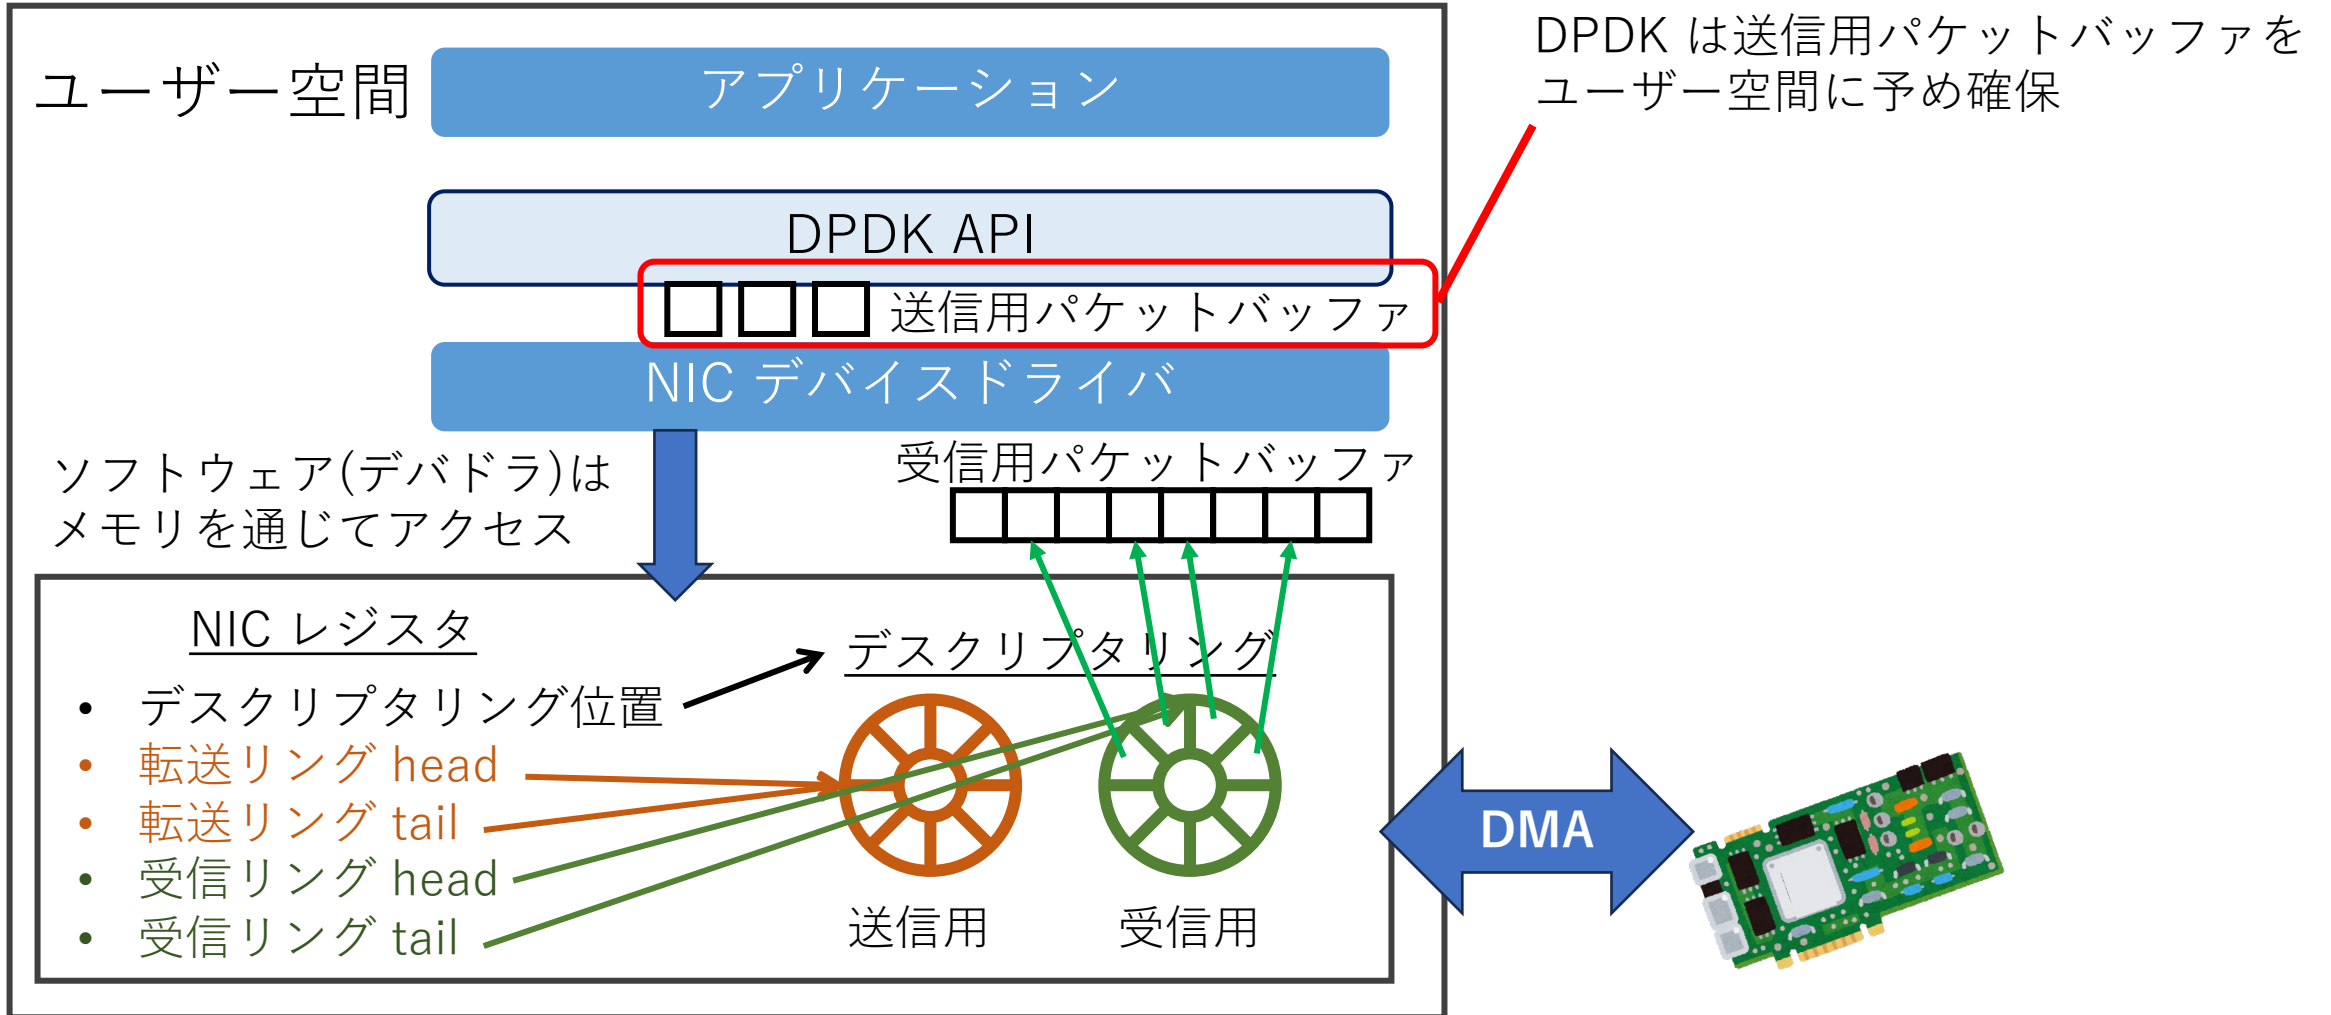 DPDK は送信用パケットバッファを
ユーザー空間に予め確保
ユーザー空間
アプリケーション
DPDK API
送信用パケットバッファ
NIC デバイスドライバ
ソフトウェア(デバドラ)は
メモリを通じてアクセス
受信用パケットバッファ
NIC レジスタ
デスクリプタリング
• デスクリプタリング位置
• 転送リング head
• 転送リング tail
• 受信リング head
• 受信リング tail
送信用
受信用
DMA